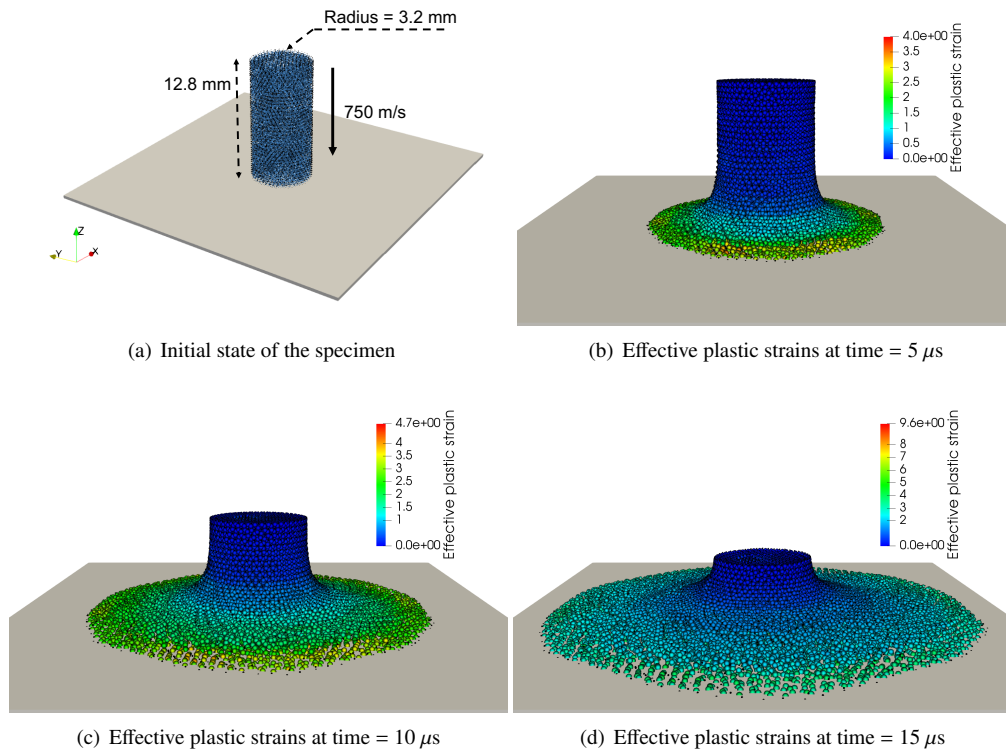 Radius = 3.2 mm
12.8 mm
750 m/s
Z
Y
X
(a) Initial state of the specimen
4.0e+00
3.5
3
2.5
2
1.5
1
0.5
0.0e+00
Effective plastic strain
(b) Effective plastic strains at time = 5 μs
4.7e+00
4
3.5
3
2.5
2
1.5
1
0.0e+00
Effective plastic strain
(c) Effective plastic strains at time = 10 μs
9.6e+00
8
7
6
5
4
3
2
0.0e+00
Effective plastic strain
(d) Effective plastic strains at time = 15 μs